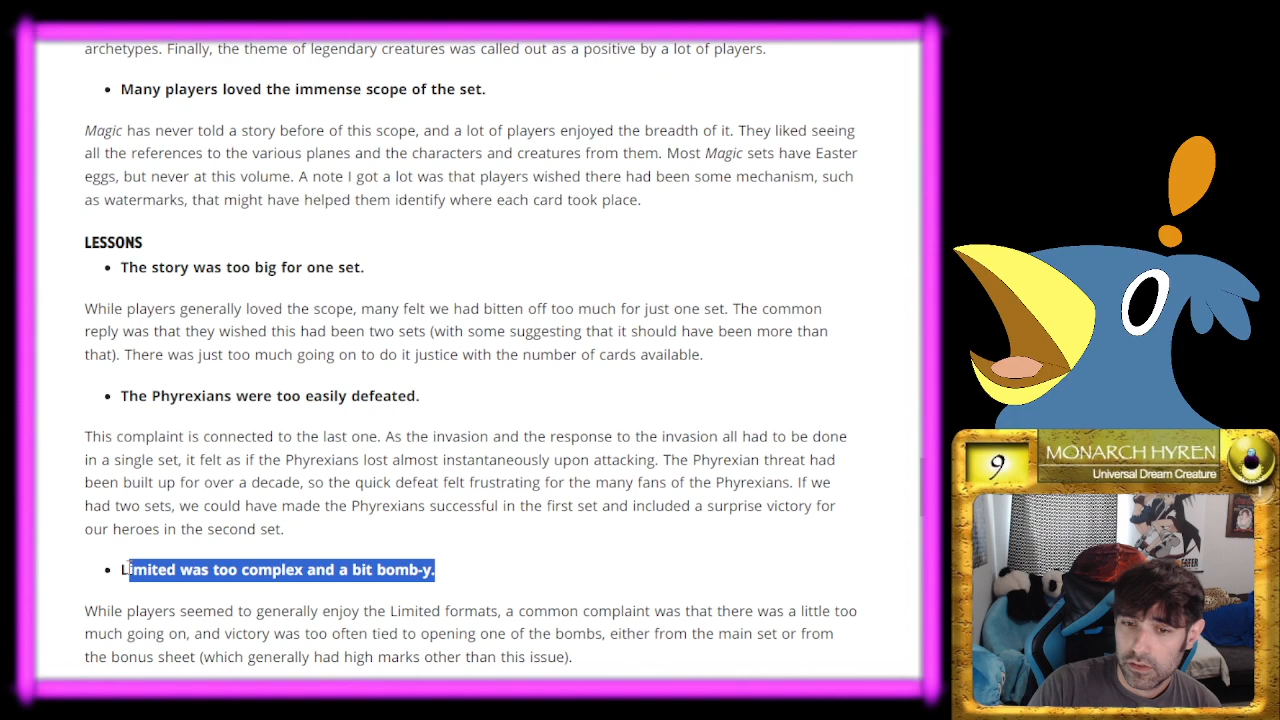 archetypes. Finally, the theme of legendary creatures was called out as a positive by a lot of players.
• Many players loved the immense scope of the set.
Magic has never told a story before of this scope, and a lot of players enjoyed the breadth of it. They liked seeing
all the references to the various planes and the characters and creatures from them. Most Magic sets have Easter
eggs, but never at this volume. A note I got a lot was that players wished there had been some mechanism, such
as watermarks, that might have helped them identify where each card took place.
LESSONS
• The story was too big for one set.
While players generally loved the scope, many felt we had bitten off too much for just one set. The common
reply was that they wished this had been two sets (with some suggesting that it should have been more than
that). There was just too much going on to do it justice with the number of cards available.
• The Phyrexians were too easily defeated.
This complaint is connected to the last one. As the invasion and the response to the invasion all had to be done
in a single set, it felt as if the Phyrexians lost almost instantaneously upon attacking. The Phyrexian threat had
been built up for over a decade, so the quick defeat felt frustrating for the many fans of the Phyrexians. If we
had two sets, we could have made the Phyrexians successful in the first set and included a surprise victory for
our heroes in the second set.
• Limited was too complex and a bit bomb-y.
While players seemed to generally enjoy the Limited formats, a common complaint was that there was a little too
much going on, and victory was too often tied to opening one of the bombs, either from the main set or from
the bonus sheet (which generally had high marks other than this issue).
9
MONARCH HYREN
Universal Dream Creature